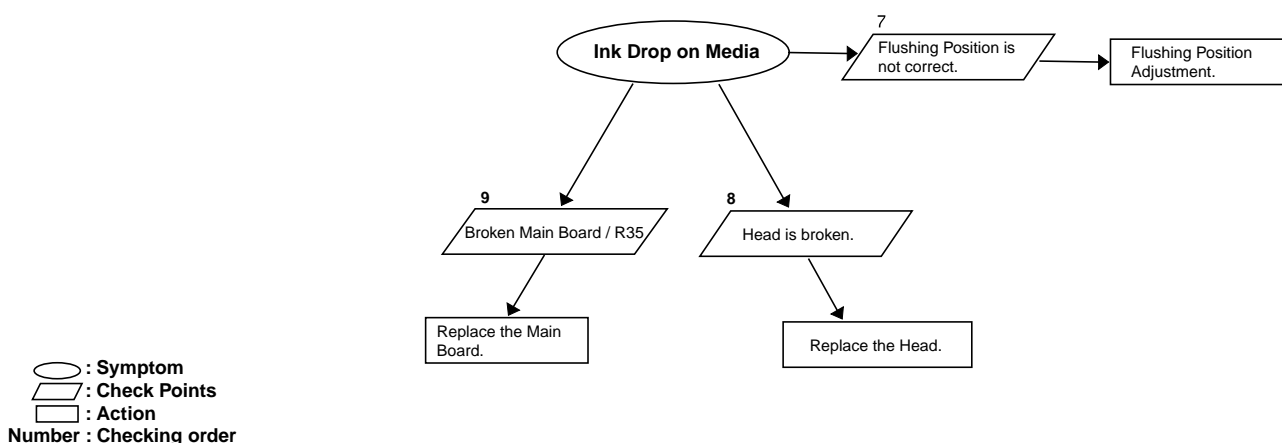 7
Ink Drop on Media
Flushing Position is
not correct.
Flushing Position
Adjustment.
9
Broken Main Board / R35
8
Head is broken.
Replace the Main
Board.
Replace the Head.
: Symptom
: Check Points
: Action
Number : Checking order